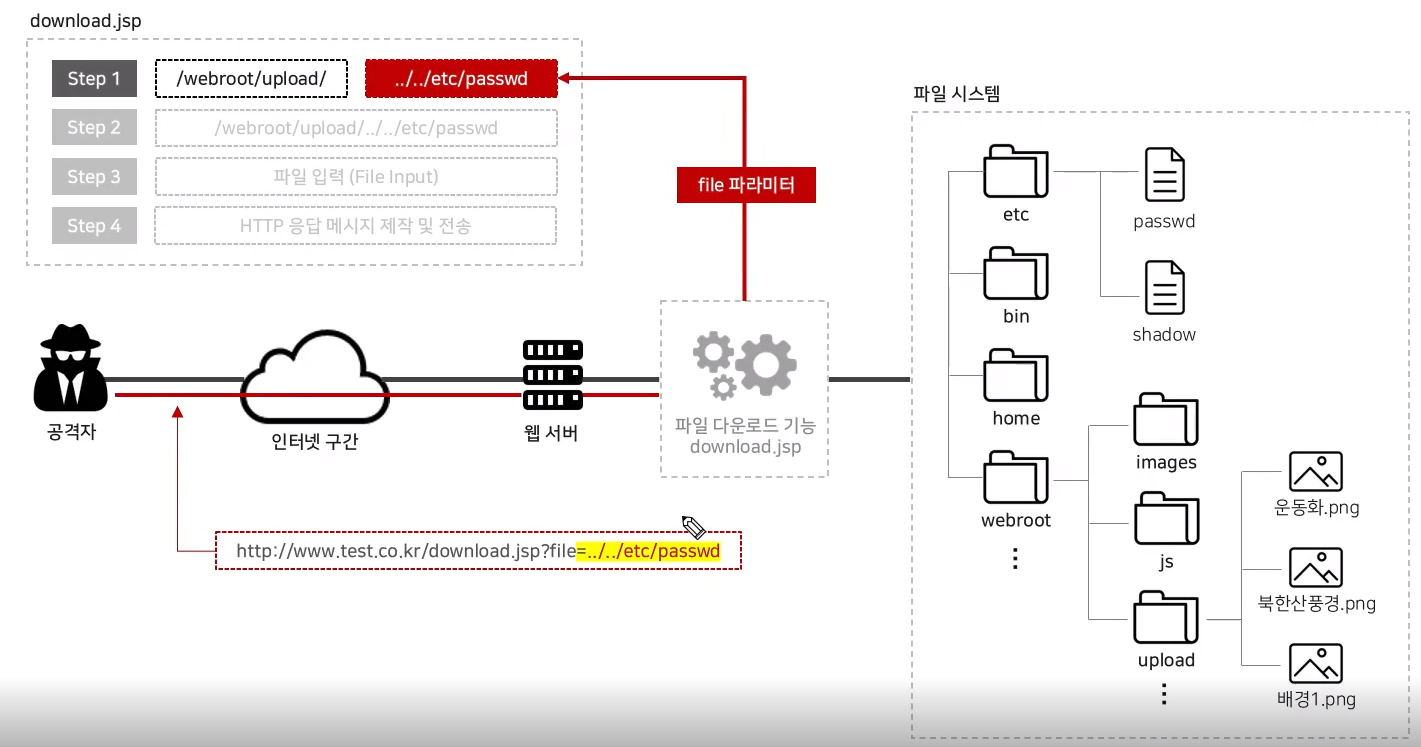 download.jsp
Step 1
/webroot/upload/
../../etc/passwd
Step 2
/webroot/upload/../../etc/passwd
Step 3
파일 입력 (File Input)
Step 4
HTTP 응답 메시지 제작 및 전송
file 파라미터
공격자
인터넷 구간
웹 서버
파일 다운로드 기능
download.jsp
http://www.test.co.kr/download.jsp?file=../../etc/passwd
파일 시스템
etc
passwd
shadow
bin
home
webroot
images
js
upload
운동화.png
북한산풍경.png
배경1.png